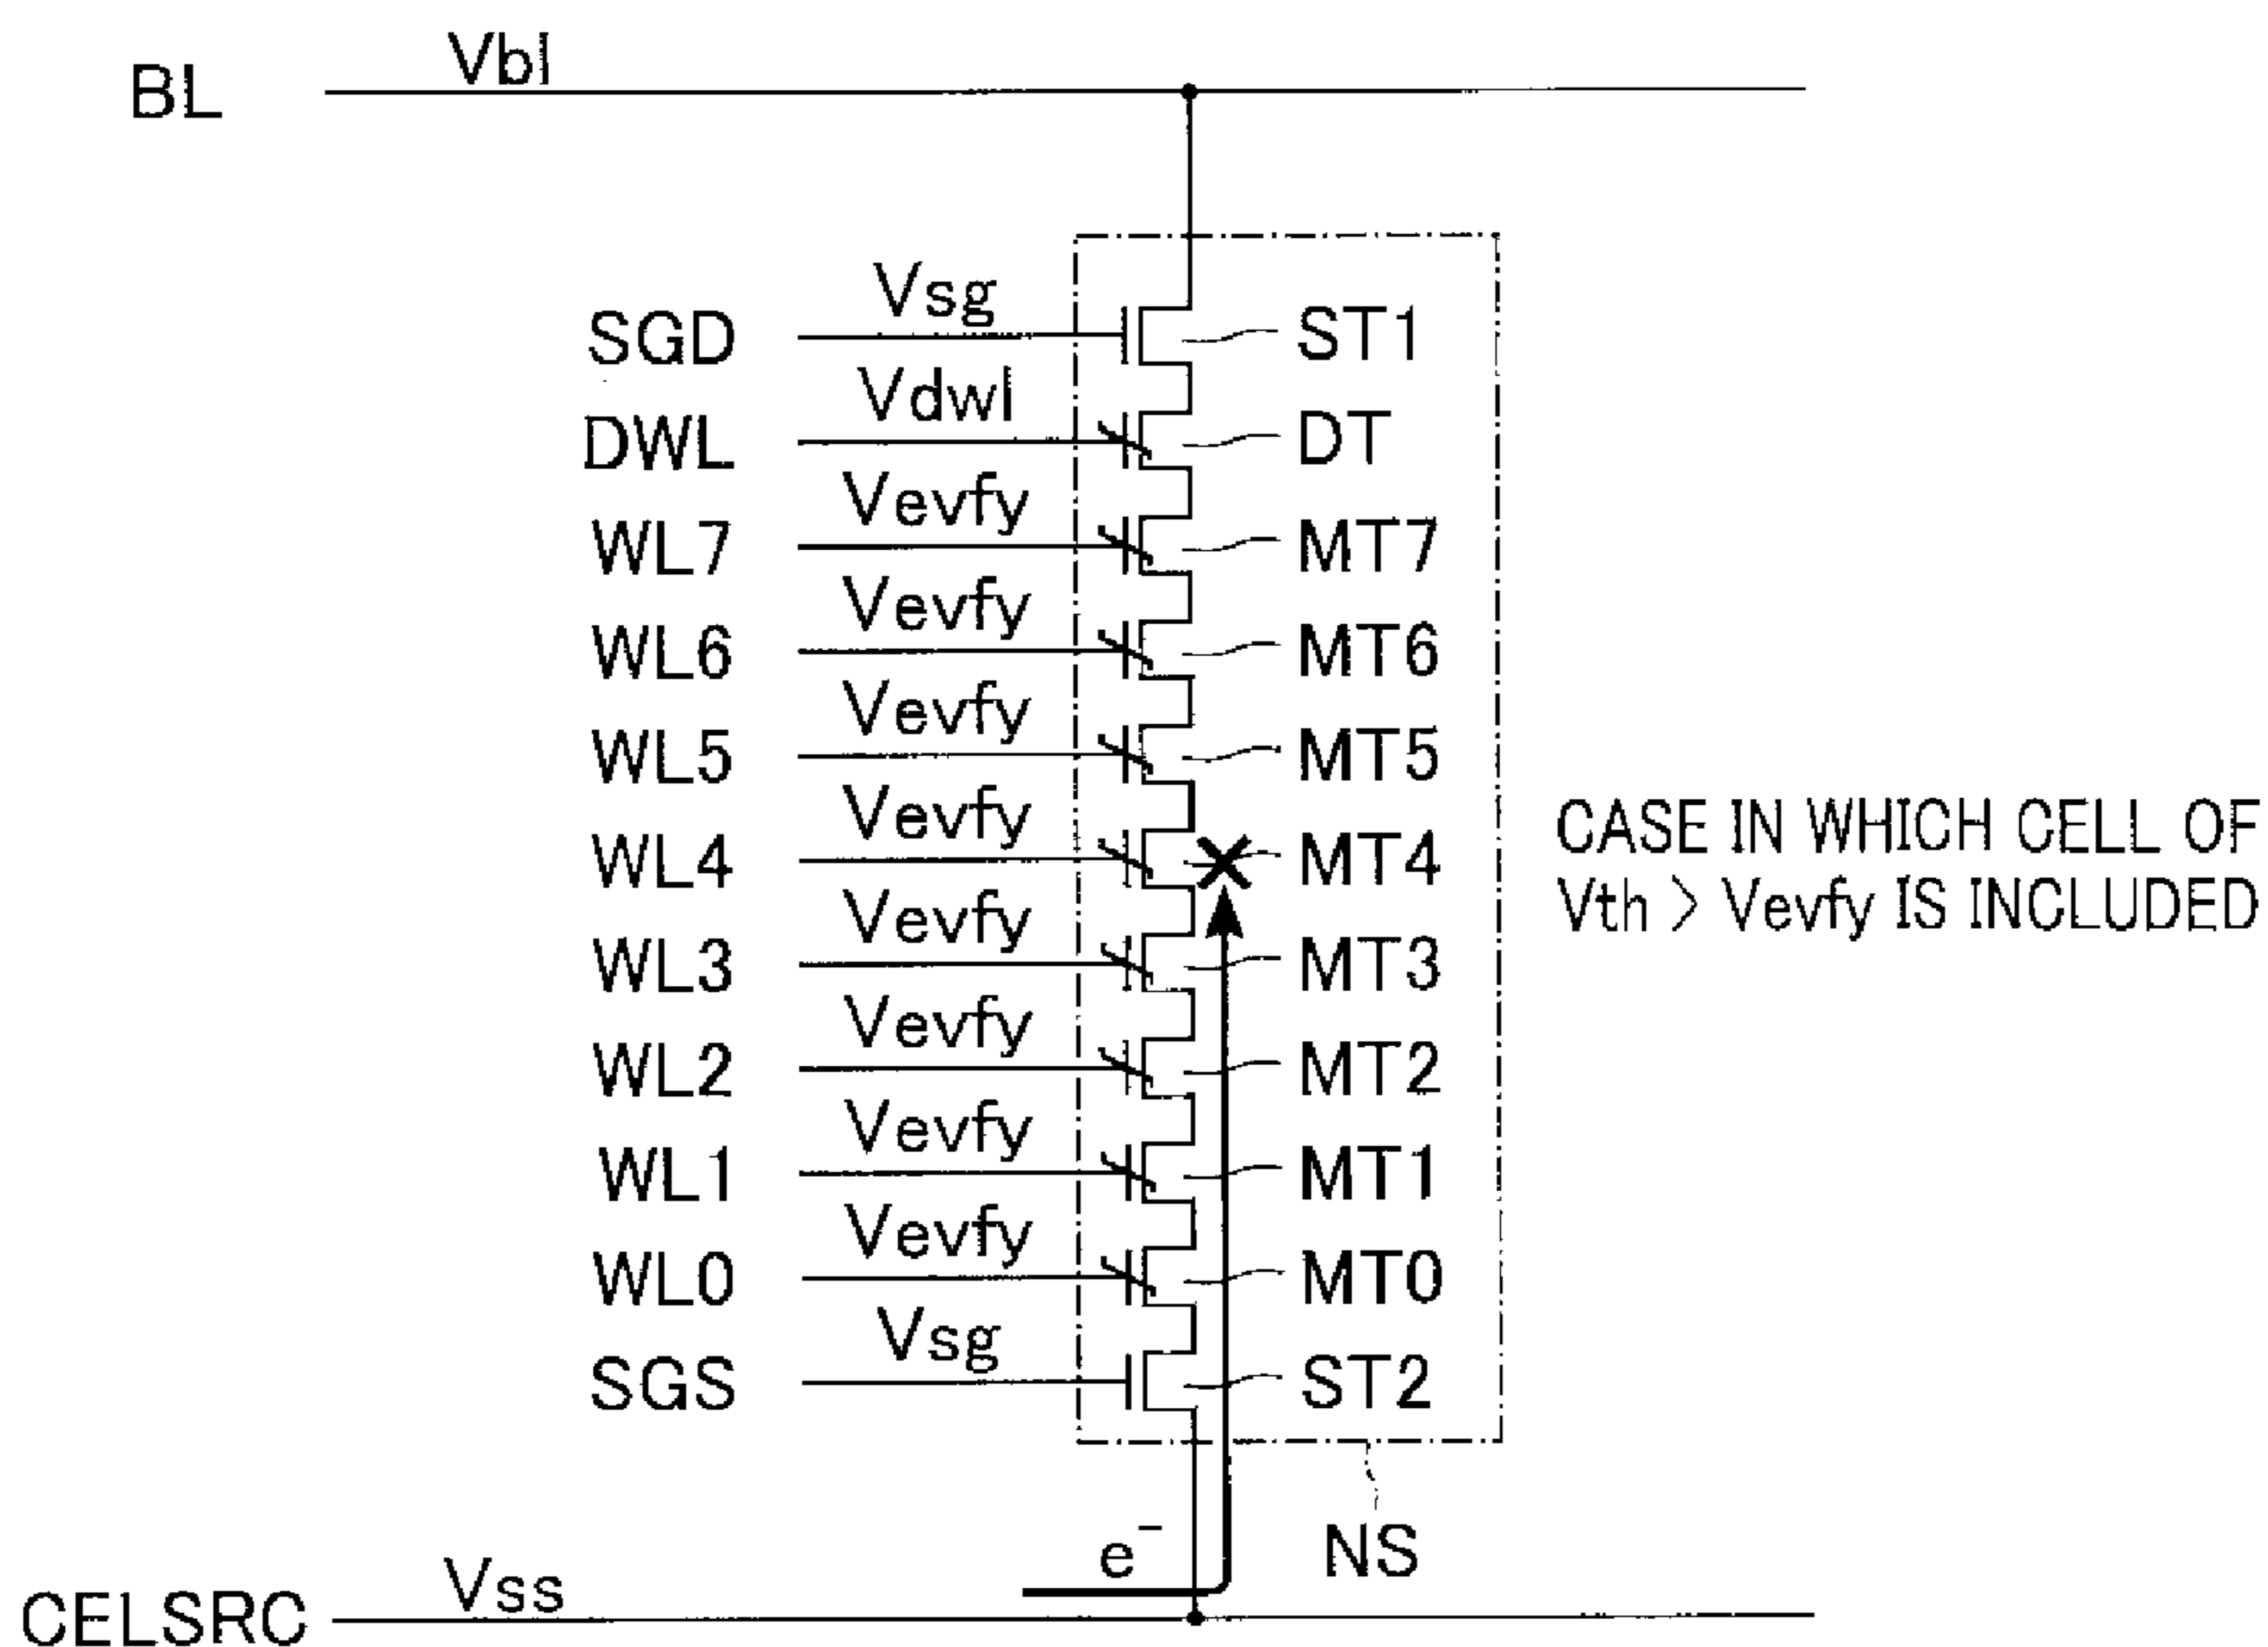 BL Vbl
Vsg
SGD ST1
Vdwl
DWL DT
Vevfy
WL7 MT7
Vevfy
WL6 MT6
Vevfy
WL5 MT5
Vevfy
WL4 MT4
CASE IN WHICH CELL OF
Vth > Vevfy IS INCLUDED
Vevfy
WL3 MT3
Vevfy
WL2 MT2
Vevfy
WL1 MT1
Vevfy
WL0 MT0
Vsg
SGS ST2
e⁻ NS
CELSRC Vss